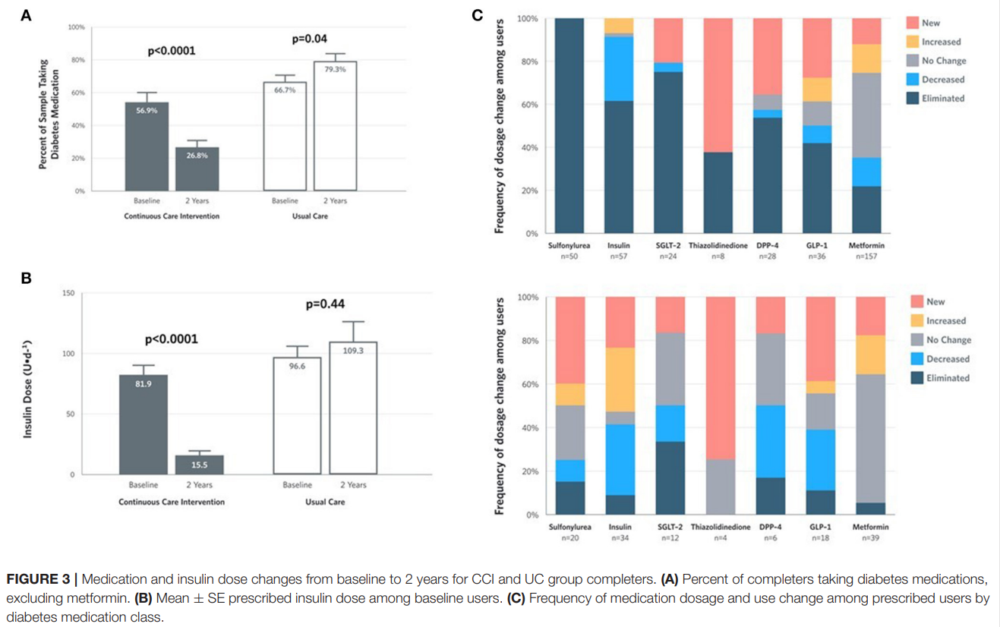 A
Percent of Sample Taking
Diabetes Medication
100%
80%
60%
40%
20%
0%
p<0.0001
p=0.04
56.9%
26.8%
66.7%
79.3%
Baseline 2 Years Baseline 2 Years
Continuous Care Intervention Usual Care
B
Insulin Dose (U•d⁻¹)
150
100
50
0
p<0.0001
p=0.44
81.9
15.5
96.6
109.3
Baseline 2 Years Baseline 2 Years
Continuous Care Intervention Usual Care
C
Frequency of dosage change among users
100%
80%
60%
40%
20%
0%
Sulfonylurea Insulin SGLT-2 Thiazolidinedione DPP-4 GLP-1 Metformin
n=50 n=57 n=24 n=8 n=28 n=36 n=157
New
Increased
No Change
Decreased
Eliminated
Frequency of dosage change among users
100%
80%
60%
40%
20%
0%
Sulfonylurea Insulin SGLT-2 Thiazolidinedione DPP-4 GLP-1 Metformin
n=20 n=34 n=12 n=4 n=6 n=18 n=39
New
Increased
No Change
Decreased
Eliminated
FIGURE 3 | Medication and insulin dose changes from baseline to 2 years for CCI and UC group completers. (A) Percent of completers taking diabetes medications,
excluding metformin. (B) Mean ± SE prescribed insulin dose among baseline users. (C) Frequency of medication dosage and use change among prescribed users by
diabetes medication class.